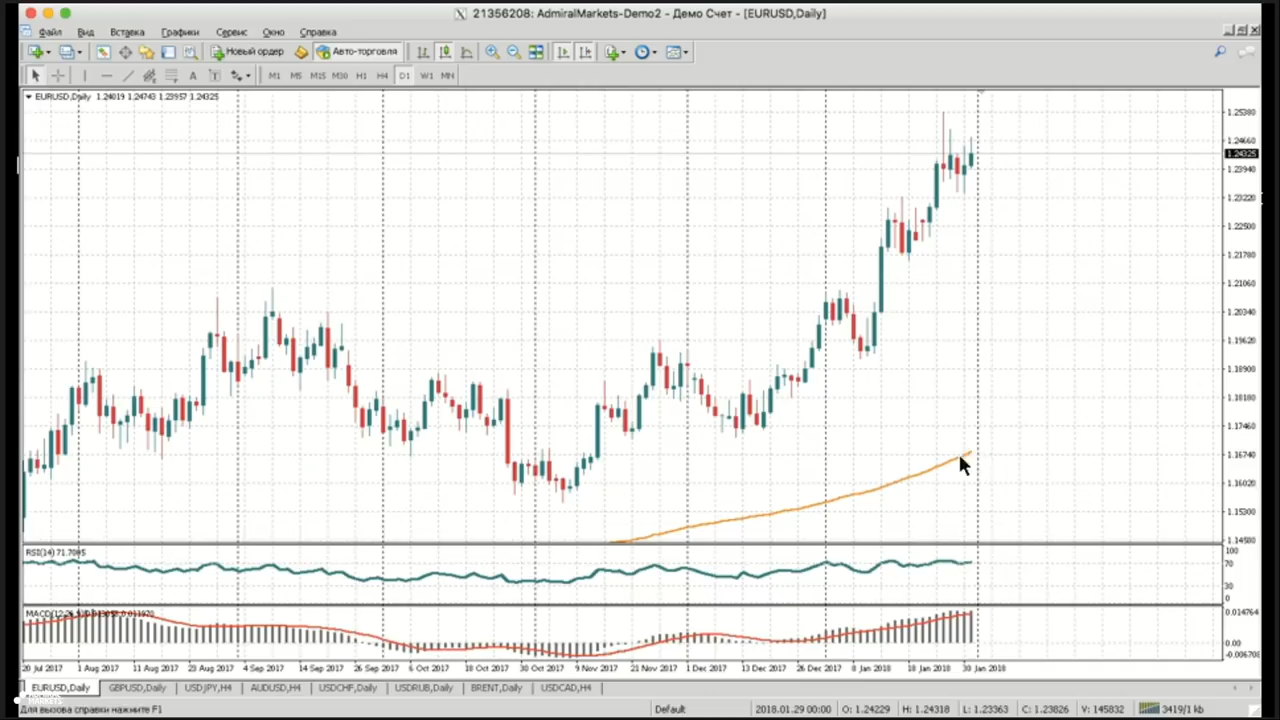 21356208: AdmiralMarkets-Demo2 - Демо Счет - [EURUSD,Daily]
Файл Вид Вставка Графики Сервис Окно Справка
Новый ордер Авто-торговля
A T M1 M5 M15 M30 H1 H4 D1 W1 MN
EURUSD,Daily 1.24019 1.24743 1.23957 1.24325
1.25380
1.24660
1.24325
1.23940
1.23220
1.22500
1.21780
1.21060
1.20340
1.19620
1.18900
1.18180
1.17460
1.16740
1.16020
1.15300
1.14580
RSI(14) 71.7095
100
70
30
0
0.014764
0.00
-0.006708
20 Jul 2017 1 Aug 2017 11 Aug 2017 23 Aug 2017 4 Sep 2017 14 Sep 2017 26 Sep 2017 6 Oct 2017 18 Oct 2017 30 Oct 2017 9 Nov 2017 21 Nov 2017 1 Dec 2017 13 Dec 2017 26 Dec 2017 8 Jan 2018 18 Jan 2018 30 Jan 2018
EURUSD,Daily GBPUSD,Daily USDJPY,H4 AUDUSD,H4 USDCHF,Daily USDRUB,Daily BRENT,Daily USDCAD,H4
Для вызова справки нажмите F1 Default 2018.01.29 00:00 O: 1.24229 H: 1.24318 L: 1.23363 C: 1.23826 V: 145832 3419/1 kb